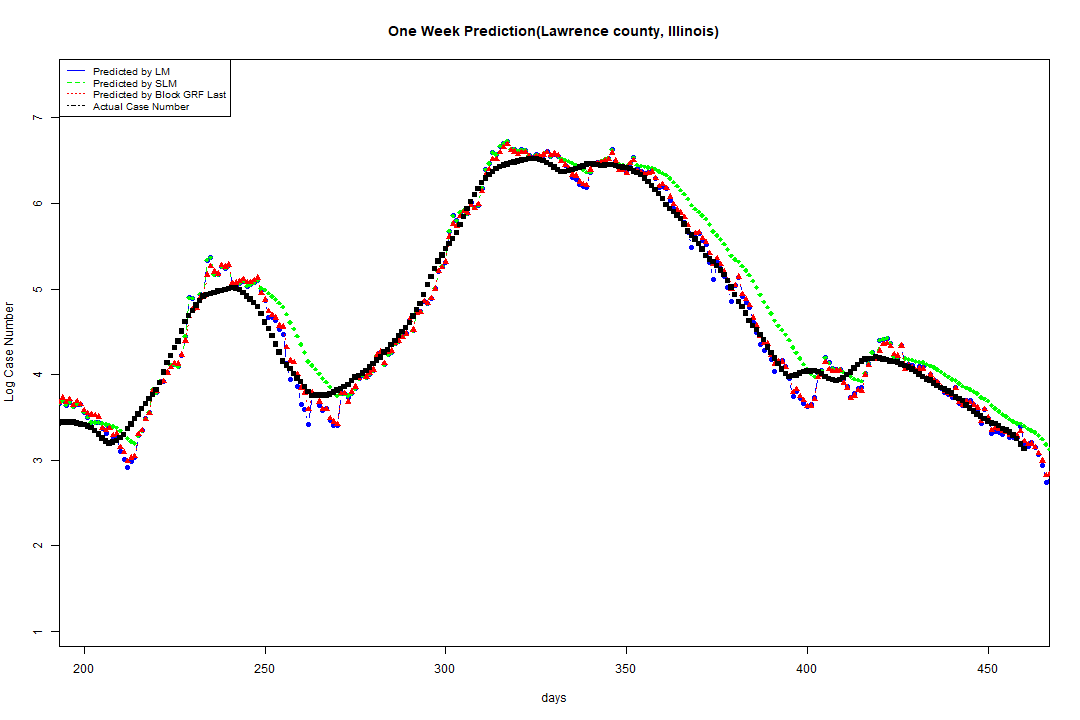 One Week Prediction(Lawrence county, Illinois)
Predicted by LM
Predicted by SLM
Predicted by Block GRF Last
Actual Case Number
7
6
5
4
3
2
1
Log Case Number
200 250 300 350 400 450
days